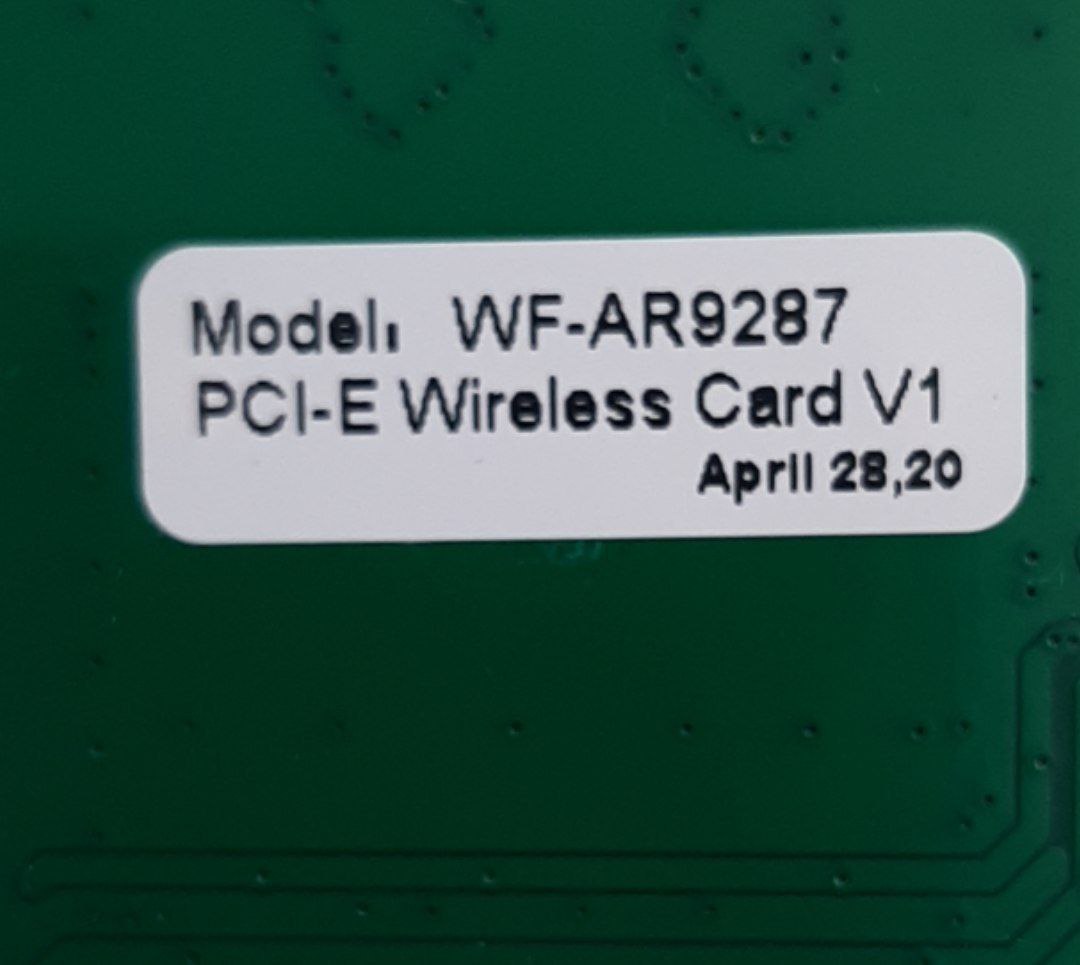 Model: WF-AR9287
PCI-E Wireless Card V1
April 28,20